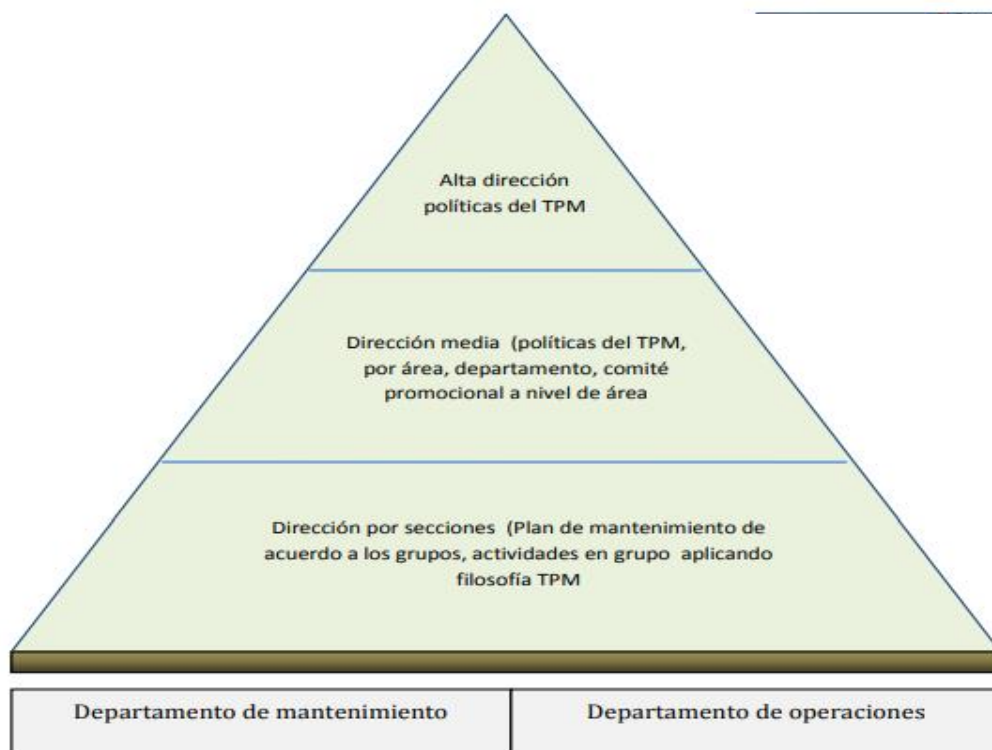 Alta dirección
políticas del TPM
Dirección media  (políticas del TPM,
por área, departamento, comité
promocional a nivel de área
Dirección por secciones  (Plan de mantenimiento de
acuerdo a los grupos, actividades en grupo  aplicando
filosofía TPM
Departamento de mantenimiento
Departamento de operaciones